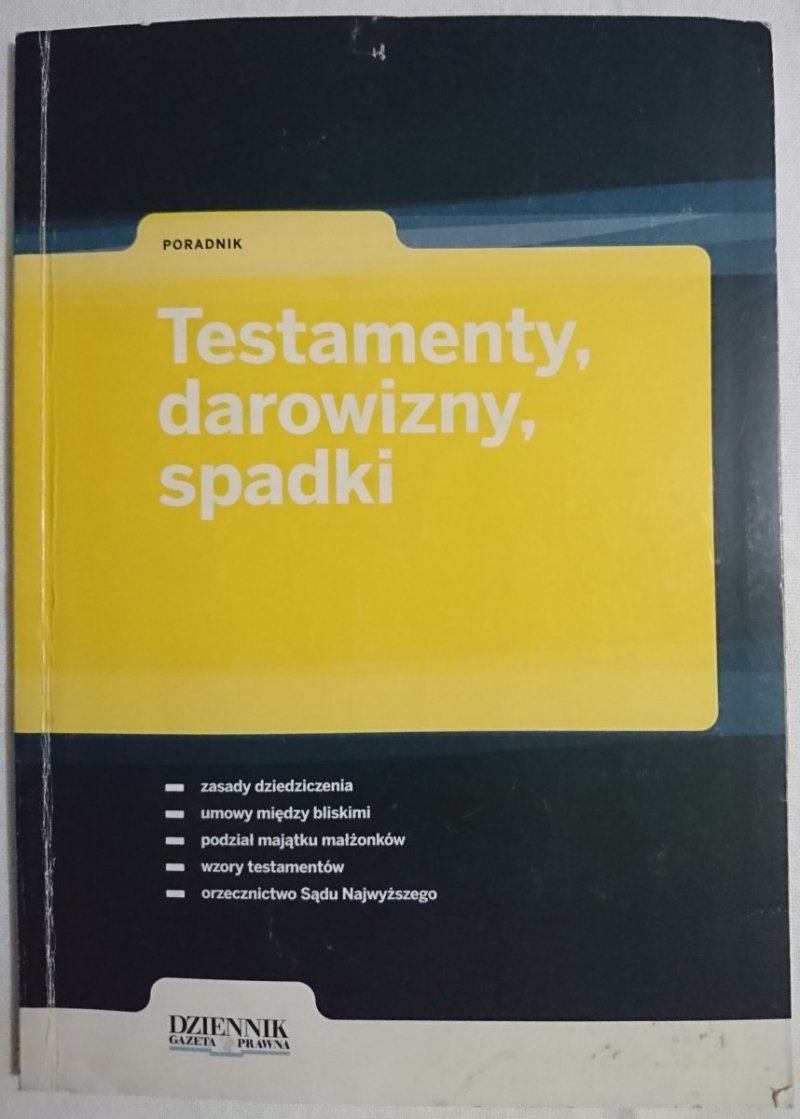 PORADNIK
Testamenty,
darowizny,
spadki
zasady dziedziczenia
umowy między bliskimi
podział majątku małżonków
wzory testamentów
orzecznictwo Sądu Najwyższego
DZIENNIK
GAZETA PRAWNA